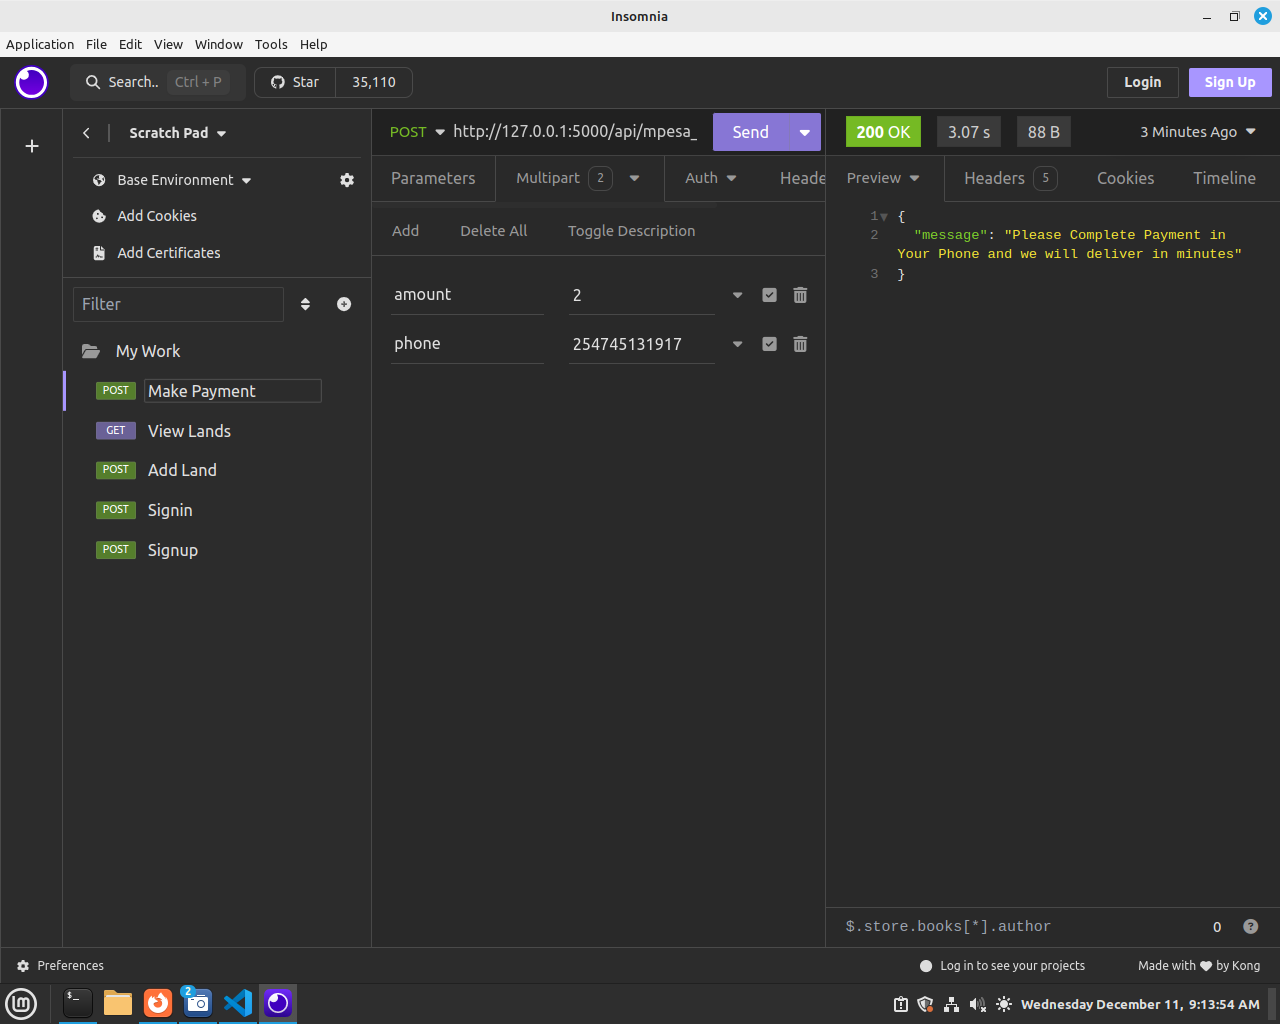 Insomnia
Application File Edit View Window Tools Help
Search.. Ctrl + P Star 35,110 Login Sign Up
Scratch Pad
Base Environment
Add Cookies
Add Certificates
Filter
My Work
POST Make Payment
GET View Lands
POST Add Land
POST Signin
POST Signup
POST http://127.0.0.1:5000/api/mpesa_ Send
Parameters Multipart 2 Auth Heade
Add Delete All Toggle Description
amount 2
phone 254745131917
200 OK 3.07 s 88 B 3 Minutes Ago
Preview Headers 5 Cookies Timeline
1 {
2 "message": "Please Complete Payment in
Your Phone and we will deliver in minutes"
3 }
$.store.books[*].author 0 ?
Preferences Log in to see your projects Made with ❤ by Kong
lm $_ 2 Wednesday December 11, 9:13:54 AM